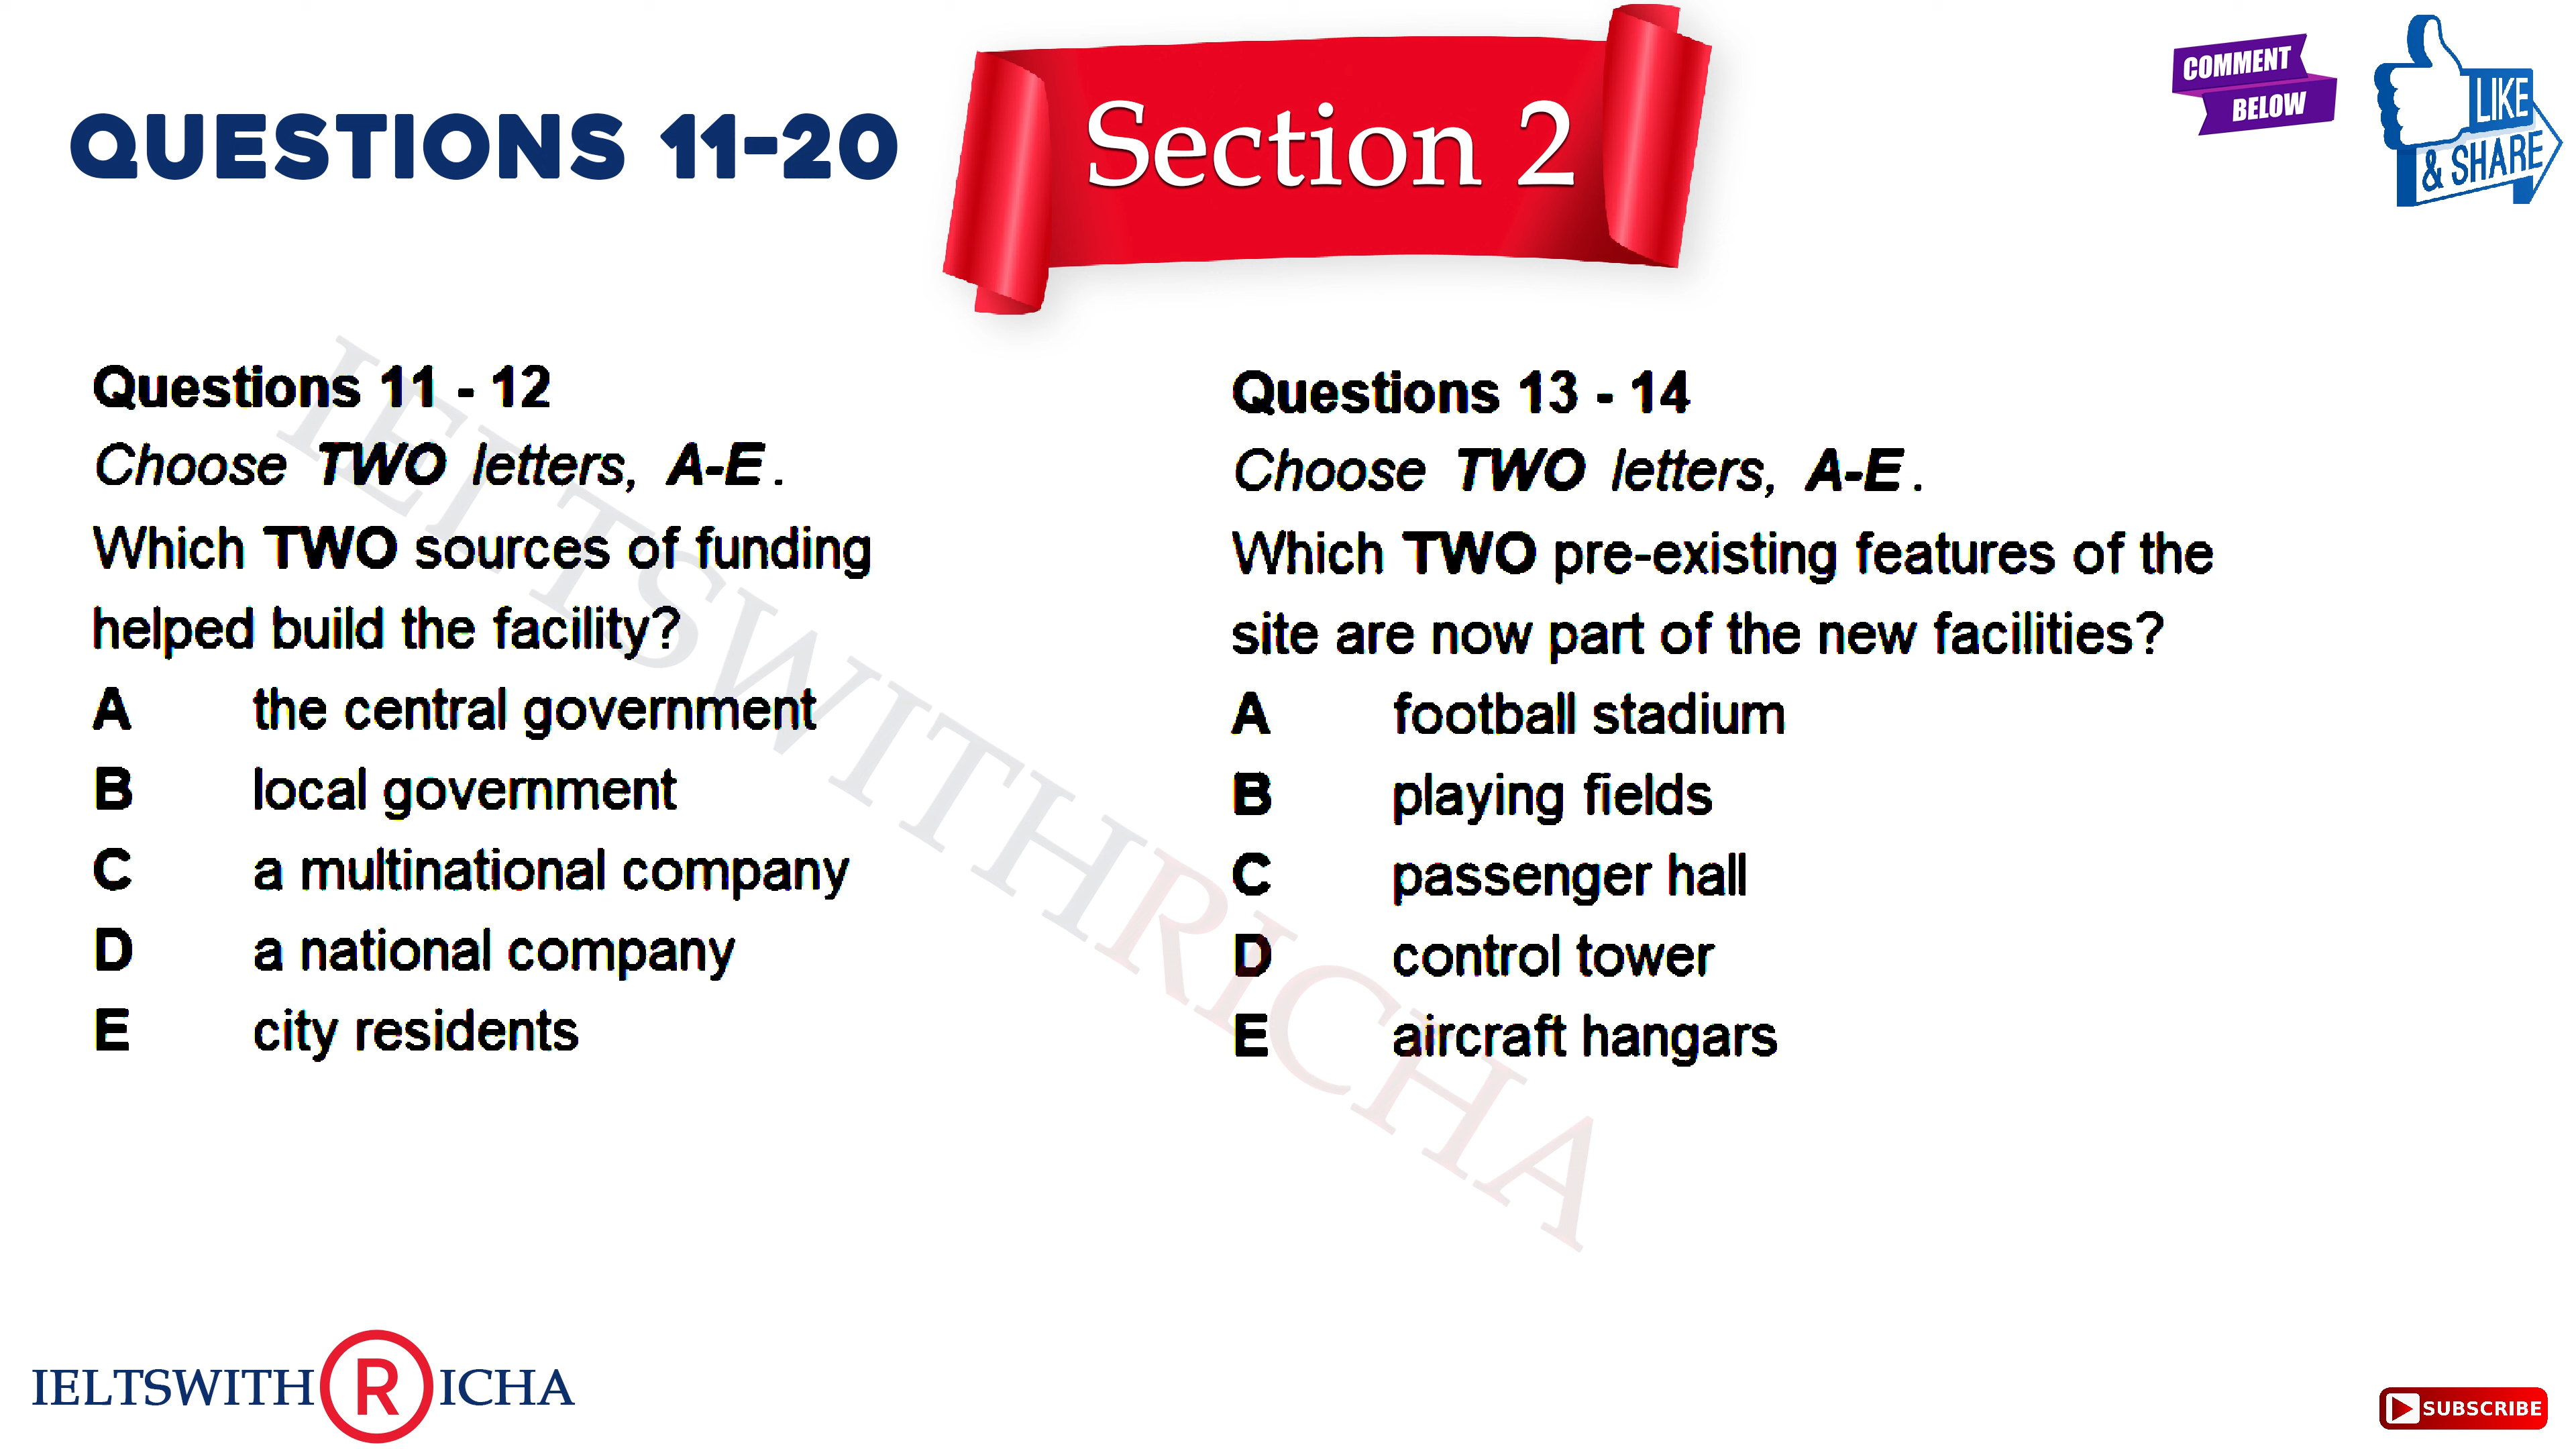 QUESTIONS 11-20
Section 2
COMMENT
BELOW
LIKE
& SHARE
Questions 11 - 12
Choose TWO letters, A-E.
Which TWO sources of funding
helped build the facility?
A the central government
B local government
C a multinational company
D a national company
E city residents
Questions 13 - 14
Choose TWO letters, A-E.
Which TWO pre-existing features of the
site are now part of the new facilities?
A football stadium
B playing fields
C passenger hall
D control tower
E aircraft hangars
IELTSWITHRICHA
IELTSWITHRICHA
SUBSCRIBE